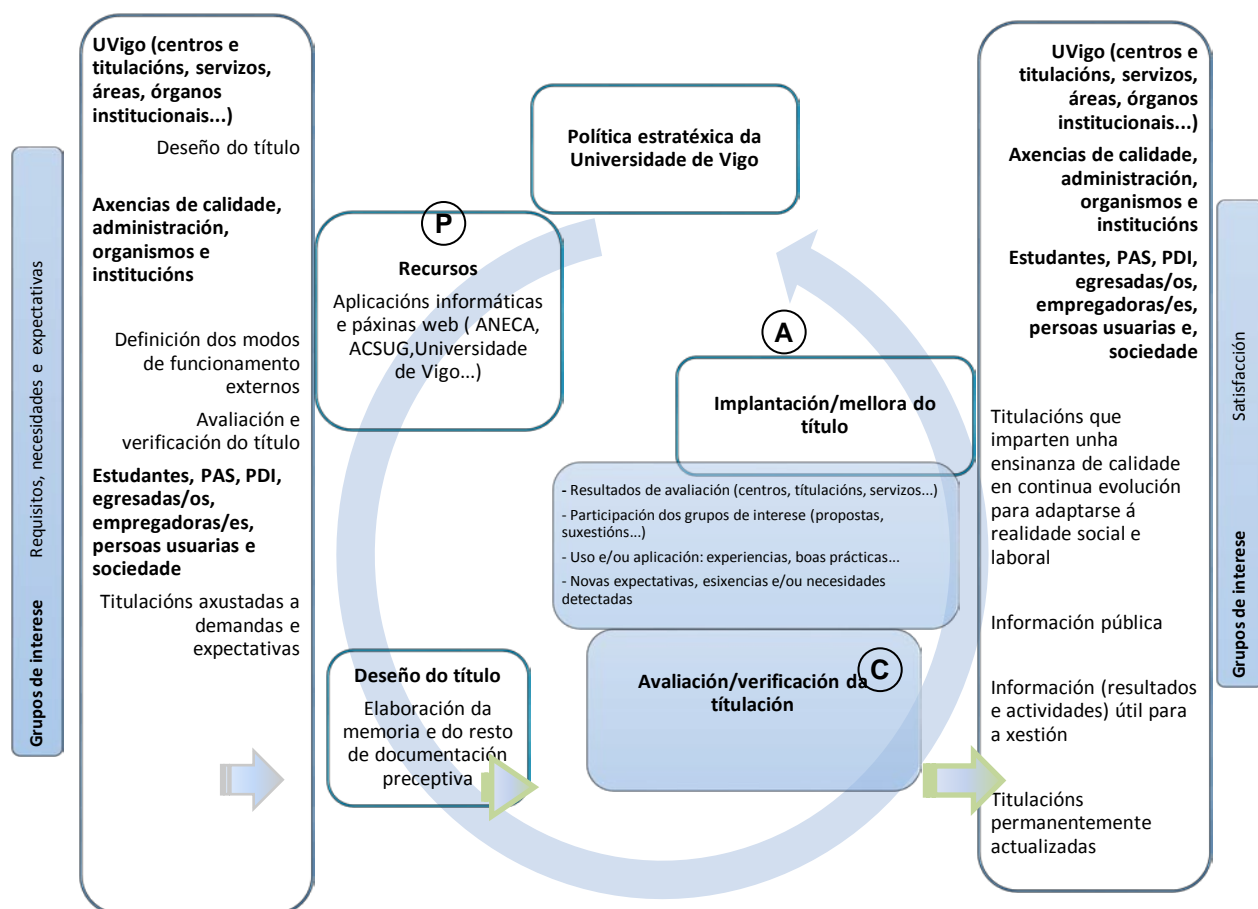 Grupos de interese
Requisitos, necesidades e expectativas
UVigo (centros e
titulacións, servizos,
áreas, órganos
institucionais...)
Deseño do título
Axencias de calidade,
administración,
organismos e
institucións
Definición dos modos
de funcionamento
externos
Avaliación e
verificación do título
Estudantes, PAS, PDI,
egresadas/os,
empregadoras/es,
persoas usuarias e
sociedade
Titulacións axustadas a
demandas e
expectativas
Política estratéxica da
Universidade de Vigo
P
Recursos
Aplicacións informáticas
e páxinas web ( ANECA,
ACSUG,Universidade
de Vigo...)
A
Implantación/mellora do
título
- Resultados de avaliación (centros, títulacións, servizos...)
- Participación dos grupos de interese (propostas,
suxestións...)
- Uso e/ou aplicación: experiencias, boas prácticas...
- Novas expectativas, esixencias e/ou necesidades
detectadas
Deseño do título
Elaboración da
memoria e do resto
de documentación
preceptiva
C
Avaliación/verificación da
títulación
UVigo (centros e
titulacións, servizos,
áreas, órganos
institucionais...)
Axencias de calidade,
administración,
organismos e
institucións
Estudantes, PAS, PDI,
egresadas/os,
empregadoras/es,
persoas usuarias e,
sociedade
Titulacións que
imparten unha
ensinanza de calidade
en continua evolución
para adaptarse á
realidade social e
laboral
Información pública
Información (resultados
e actividades) útil para
a xestión
Titulacións
permanentemente
actualizadas
Grupos de interese
Satisfacción